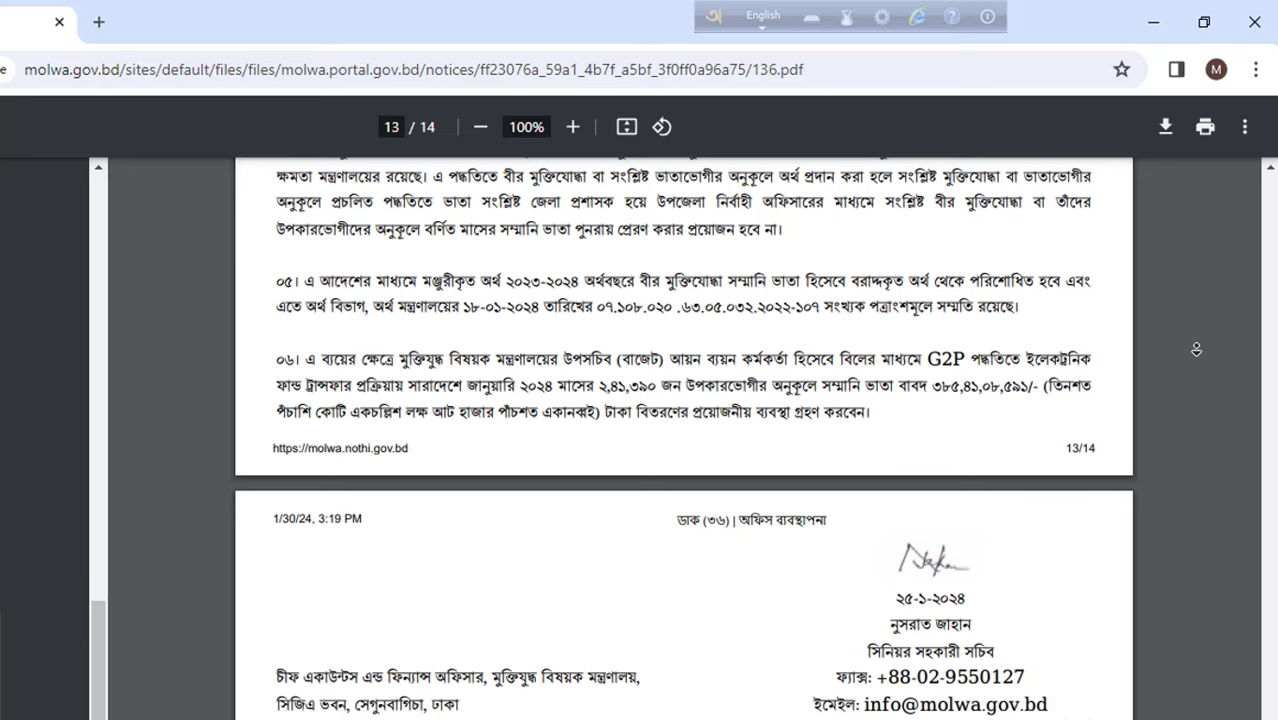 English
molwa.gov.bd/sites/default/files/files/molwa.portal.gov.bd/notices/ff23076a_59a1_4b7f_a5bf_3f0ff0a96a75/136.pdf
M
13 / 14
100%
ক্ষমতা মন্ত্রণালয়ের রয়েছে। এ পদ্ধতিতে বীর মুক্তিযোদ্ধা বা সংশ্লিষ্ট ভাতাভোগীর অনুকূলে অর্থ প্রদান করা হলে সংশ্লিষ্ট মুক্তিযোদ্ধা বা ভাতাভোগীর
অনুকূলে প্রচলিত পদ্ধতিতে ভাতা সংশ্লিষ্ট জেলা প্রশাসক হয়ে উপজেলা নির্বাহী অফিসারের মাধ্যমে সংশ্লিষ্ট বীর মুক্তিযোদ্ধা বা তাঁদের
উপকারভোগীদের অনুকূলে বর্ণিত মাসের সম্মানি ভাতা পুনরায় প্রেরণ করার প্রয়োজন হবে না।
০৫। এ আদেশের মাধ্যমে মঞ্জুরীকৃত অর্থ ২০২৩-২০২৪ অর্থবছরে বীর মুক্তিযোদ্ধা সম্মানি ভাতা হিসেবে বরাদ্দকৃত অর্থ থেকে পরিশোধিত হবে এবং
এতে অর্থ বিভাগ, অর্থ মন্ত্রণালয়ের ১৮-০১-২০২৪ তারিখের ০৭.১০৮.০২০ .৬৩.০৫.০৩২.২০২২-১০৭ সংখ্যক পত্রাংশমূলে সম্মতি রয়েছে।
০৬। এ ব্যয়ের ক্ষেত্রে মুক্তিযুদ্ধ বিষয়ক মন্ত্রণালয়ের উপসচিব (বাজেট) আয়ন ব্যয়ন কর্মকর্তা হিসেবে বিলের মাধ্যমে G2P পদ্ধতিতে ইলেকট্রনিক
ফান্ড ট্রান্সফার প্রক্রিয়ায় সারাদেশে জানুয়ারি ২০২৪ মাসের ২,৪১,৩৯০ জন উপকারভোগীর অনুকূলে সম্মানি ভাতা বাবদ ৩৮৫,৪১,০৮,৫৯১/- (তিনশত
পঁচাশি কোটি একচল্লিশ লক্ষ আট হাজার পাঁচশত একানব্বই) টাকা বিতরণের প্রয়োজনীয় ব্যবস্থা গ্রহণ করবেন।
https://molwa.nothi.gov.bd 13/14
1/30/24, 3:19 PM ডাক (৩৬) | অফিস ব্যবস্থাপনা
২৫-১-২০২৪
নুসরাত জাহান
সিনিয়র সহকারী সচিব
চীফ একাউন্টস এন্ড ফিন্যান্স অফিসার, মুক্তিযুদ্ধ বিষয়ক মন্ত্রণালয়, ফ্যাক্স: +88-02-9550127
সিজিএ ভবন, সেগুনবাগিচা, ঢাকা ইমেইল: info@molwa.gov.bd